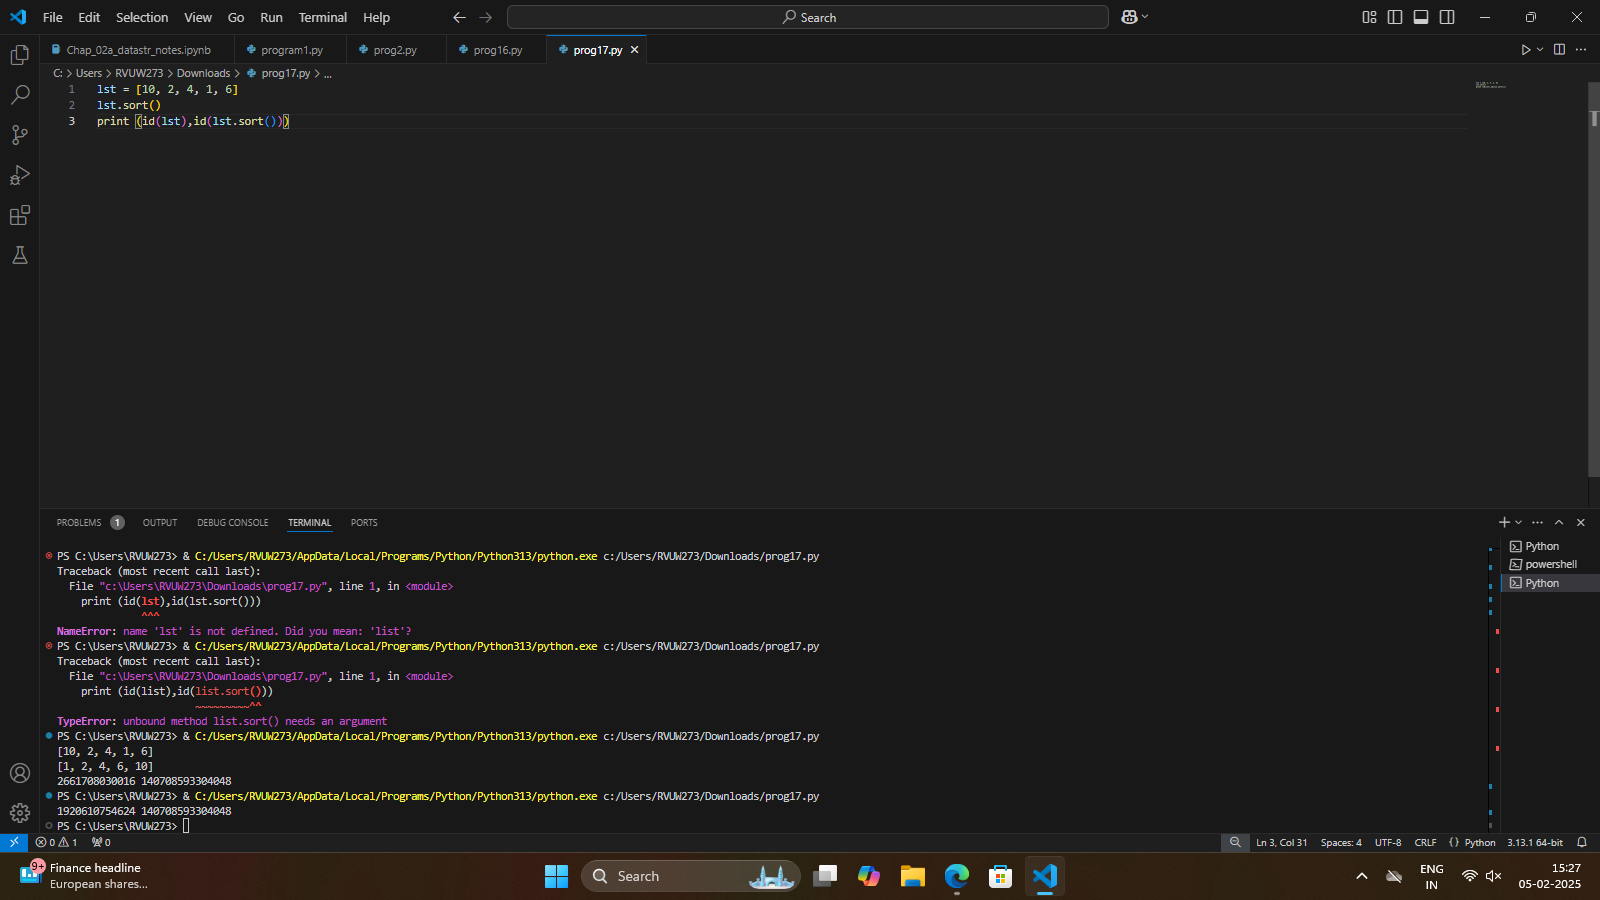 File Edit Selection View Go Run Terminal Help
Search
Chap_02a_datastr_notes.ipynb program1.py prog2.py prog16.py prog17.py
C: > Users > RVUW273 > Downloads > prog17.py > ...
1 lst = [10, 2, 4, 1, 6]
2 lst.sort()
3 print (id(lst),id(lst.sort()))
PROBLEMS 1 OUTPUT DEBUG CONSOLE TERMINAL PORTS
PS C:\Users\RVUW273> & C:/Users/RVUW273/AppData/Local/Programs/Python/Python313/python.exe c:/Users/RVUW273/Downloads/prog17.py
Traceback (most recent call last):
File "c:\Users\RVUW273\Downloads\prog17.py", line 1, in <module>
print (id(lst),id(lst.sort()))
^^^
NameError: name 'lst' is not defined. Did you mean: 'list'?
PS C:\Users\RVUW273> & C:/Users/RVUW273/AppData/Local/Programs/Python/Python313/python.exe c:/Users/RVUW273/Downloads/prog17.py
Traceback (most recent call last):
File "c:\Users\RVUW273\Downloads\prog17.py", line 1, in <module>
print (id(list),id(list.sort()))
~~~~~~~~~^^
TypeError: unbound method list.sort() needs an argument
PS C:\Users\RVUW273> & C:/Users/RVUW273/AppData/Local/Programs/Python/Python313/python.exe c:/Users/RVUW273/Downloads/prog17.py
[10, 2, 4, 1, 6]
[1, 2, 4, 6, 10]
2661708030016 140708593304048
PS C:\Users\RVUW273> & C:/Users/RVUW273/AppData/Local/Programs/Python/Python313/python.exe c:/Users/RVUW273/Downloads/prog17.py
1920610754624 140708593304048
PS C:\Users\RVUW273>
Python
powershell
Python
0 1 0
Ln 3, Col 31 Spaces: 4 UTF-8 CRLF {} Python 3.13.1 64-bit
9+
Finance headline
European shares...
Search
ENG
IN
15:27
05-02-2025